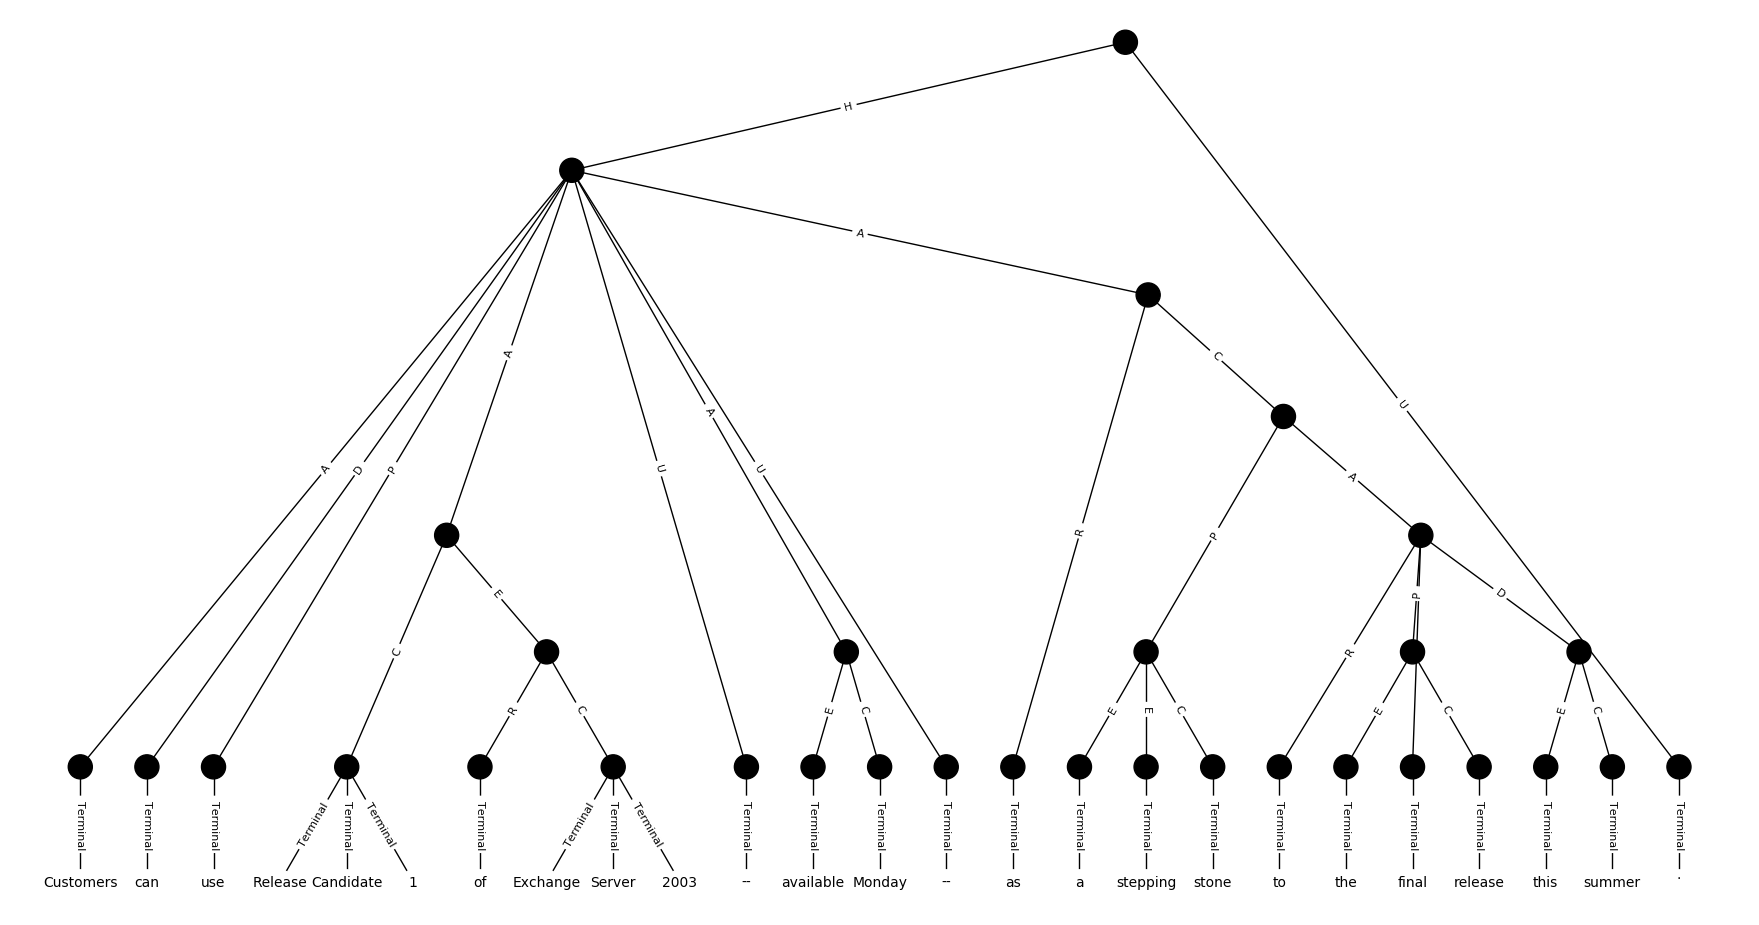 H
A
U
A
C
A
D
P
A
U
A
U
R
P
E
C
R
P
D
R
C
E
C
E
E
C
E
C
E
C
Terminal Terminal Terminal Terminal Terminal Terminal Terminal Terminal Terminal Terminal Terminal Terminal Terminal Terminal Terminal Terminal Terminal Terminal Terminal Terminal Terminal Terminal Terminal Terminal Terminal
Customers can use Release Candidate 1 of Exchange Server 2003 -- available Monday -- as a stepping stone to the final release this summer .